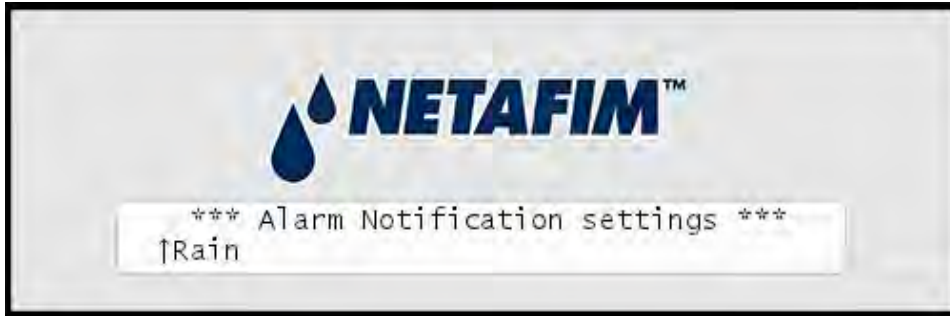 NETAFIM™
*** Alarm Notification settings ***
↑Rain